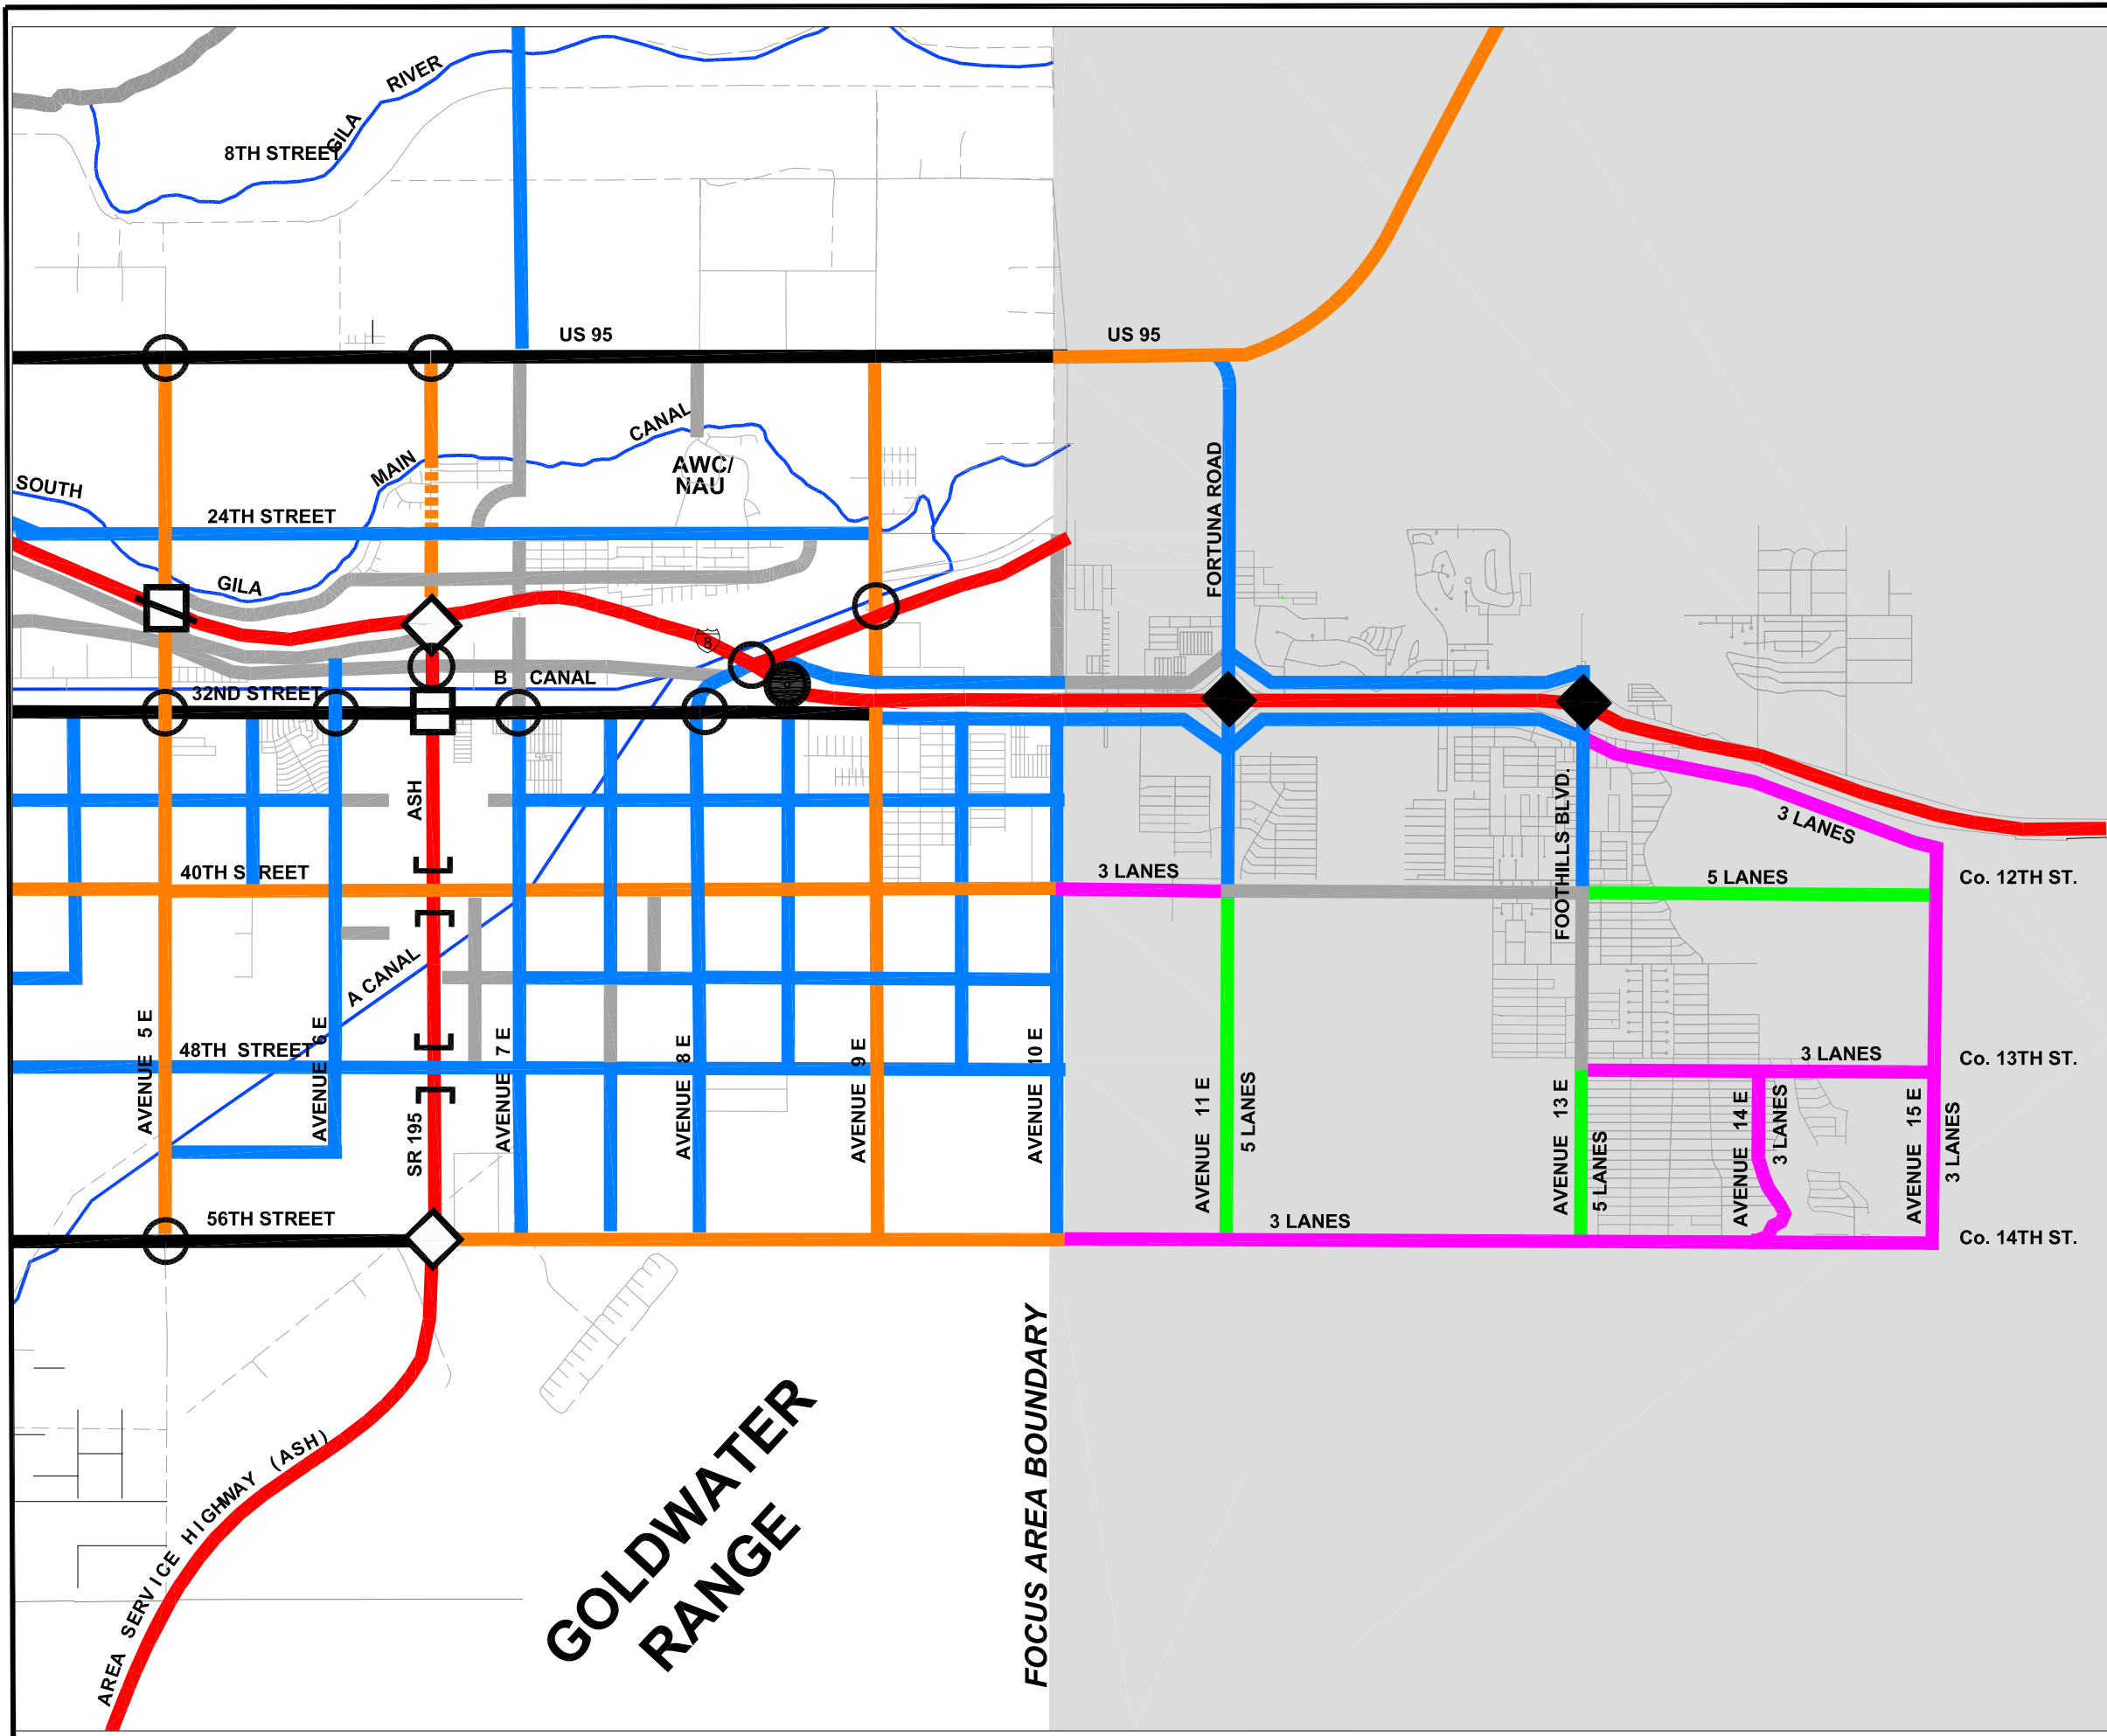 GILA RIVER
8TH STREET
US 95
US 95
SOUTH
GILA
MAIN
CANAL
AWC/
NAU
24TH STREET
FORTUNA ROAD
8
B CANAL
32ND STREET
ASH
FOOTHILLS BLVD.
3 LANES
40TH STREET
3 LANES
5 LANES
Co. 12TH ST.
A CANAL
48TH STREET
3 LANES
Co. 13TH ST.
AVENUE 5 E
AVENUE 6 E
SR 195
AVENUE 7 E
AVENUE 8 E
AVENUE 9 E
AVENUE 10 E
AVENUE 11 E
5 LANES
AVENUE 13 E
5 LANES
AVENUE 14 E
3 LANES
AVENUE 15 E
3 LANES
56TH STREET
3 LANES
Co. 14TH ST.
AREA SERVICE HIGHWAY (ASH)
GOLDWATER
RANGE
FOCUS AREA BOUNDARY